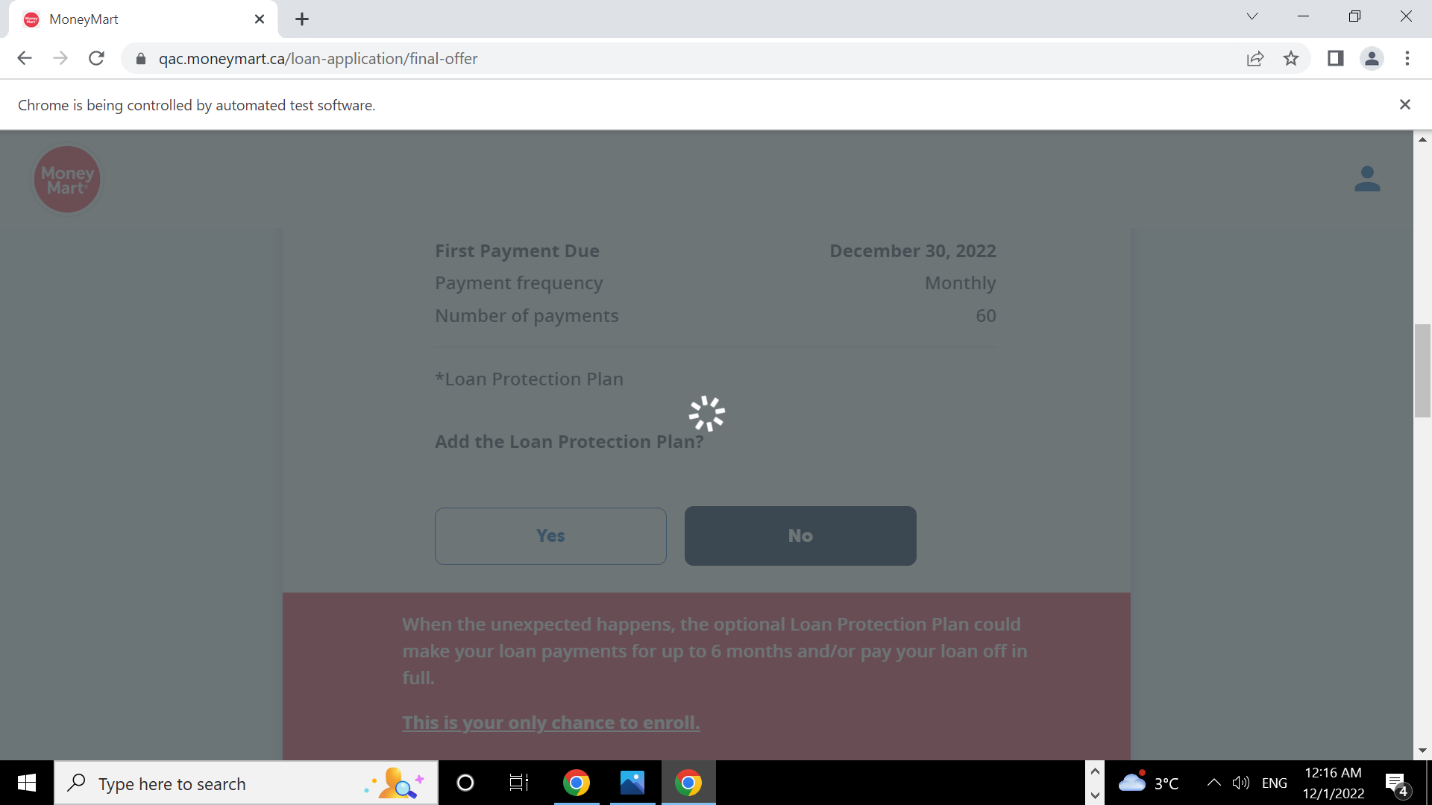 MoneyMart
qac.moneymart.ca/loan-application/final-offer
Chrome is being controlled by automated test software.
Money
Mart
First Payment Due December 30, 2022
Payment frequency Monthly
Number of payments 60
*Loan Protection Plan
Add the Loan Protection Plan?
Yes No
When the unexpected happens, the optional Loan Protection Plan could
make your loan payments for up to 6 months and/or pay your loan off in
full.
This is your only chance to enroll.
Type here to search
3°C
ENG
12:16 AM
12/1/2022
4